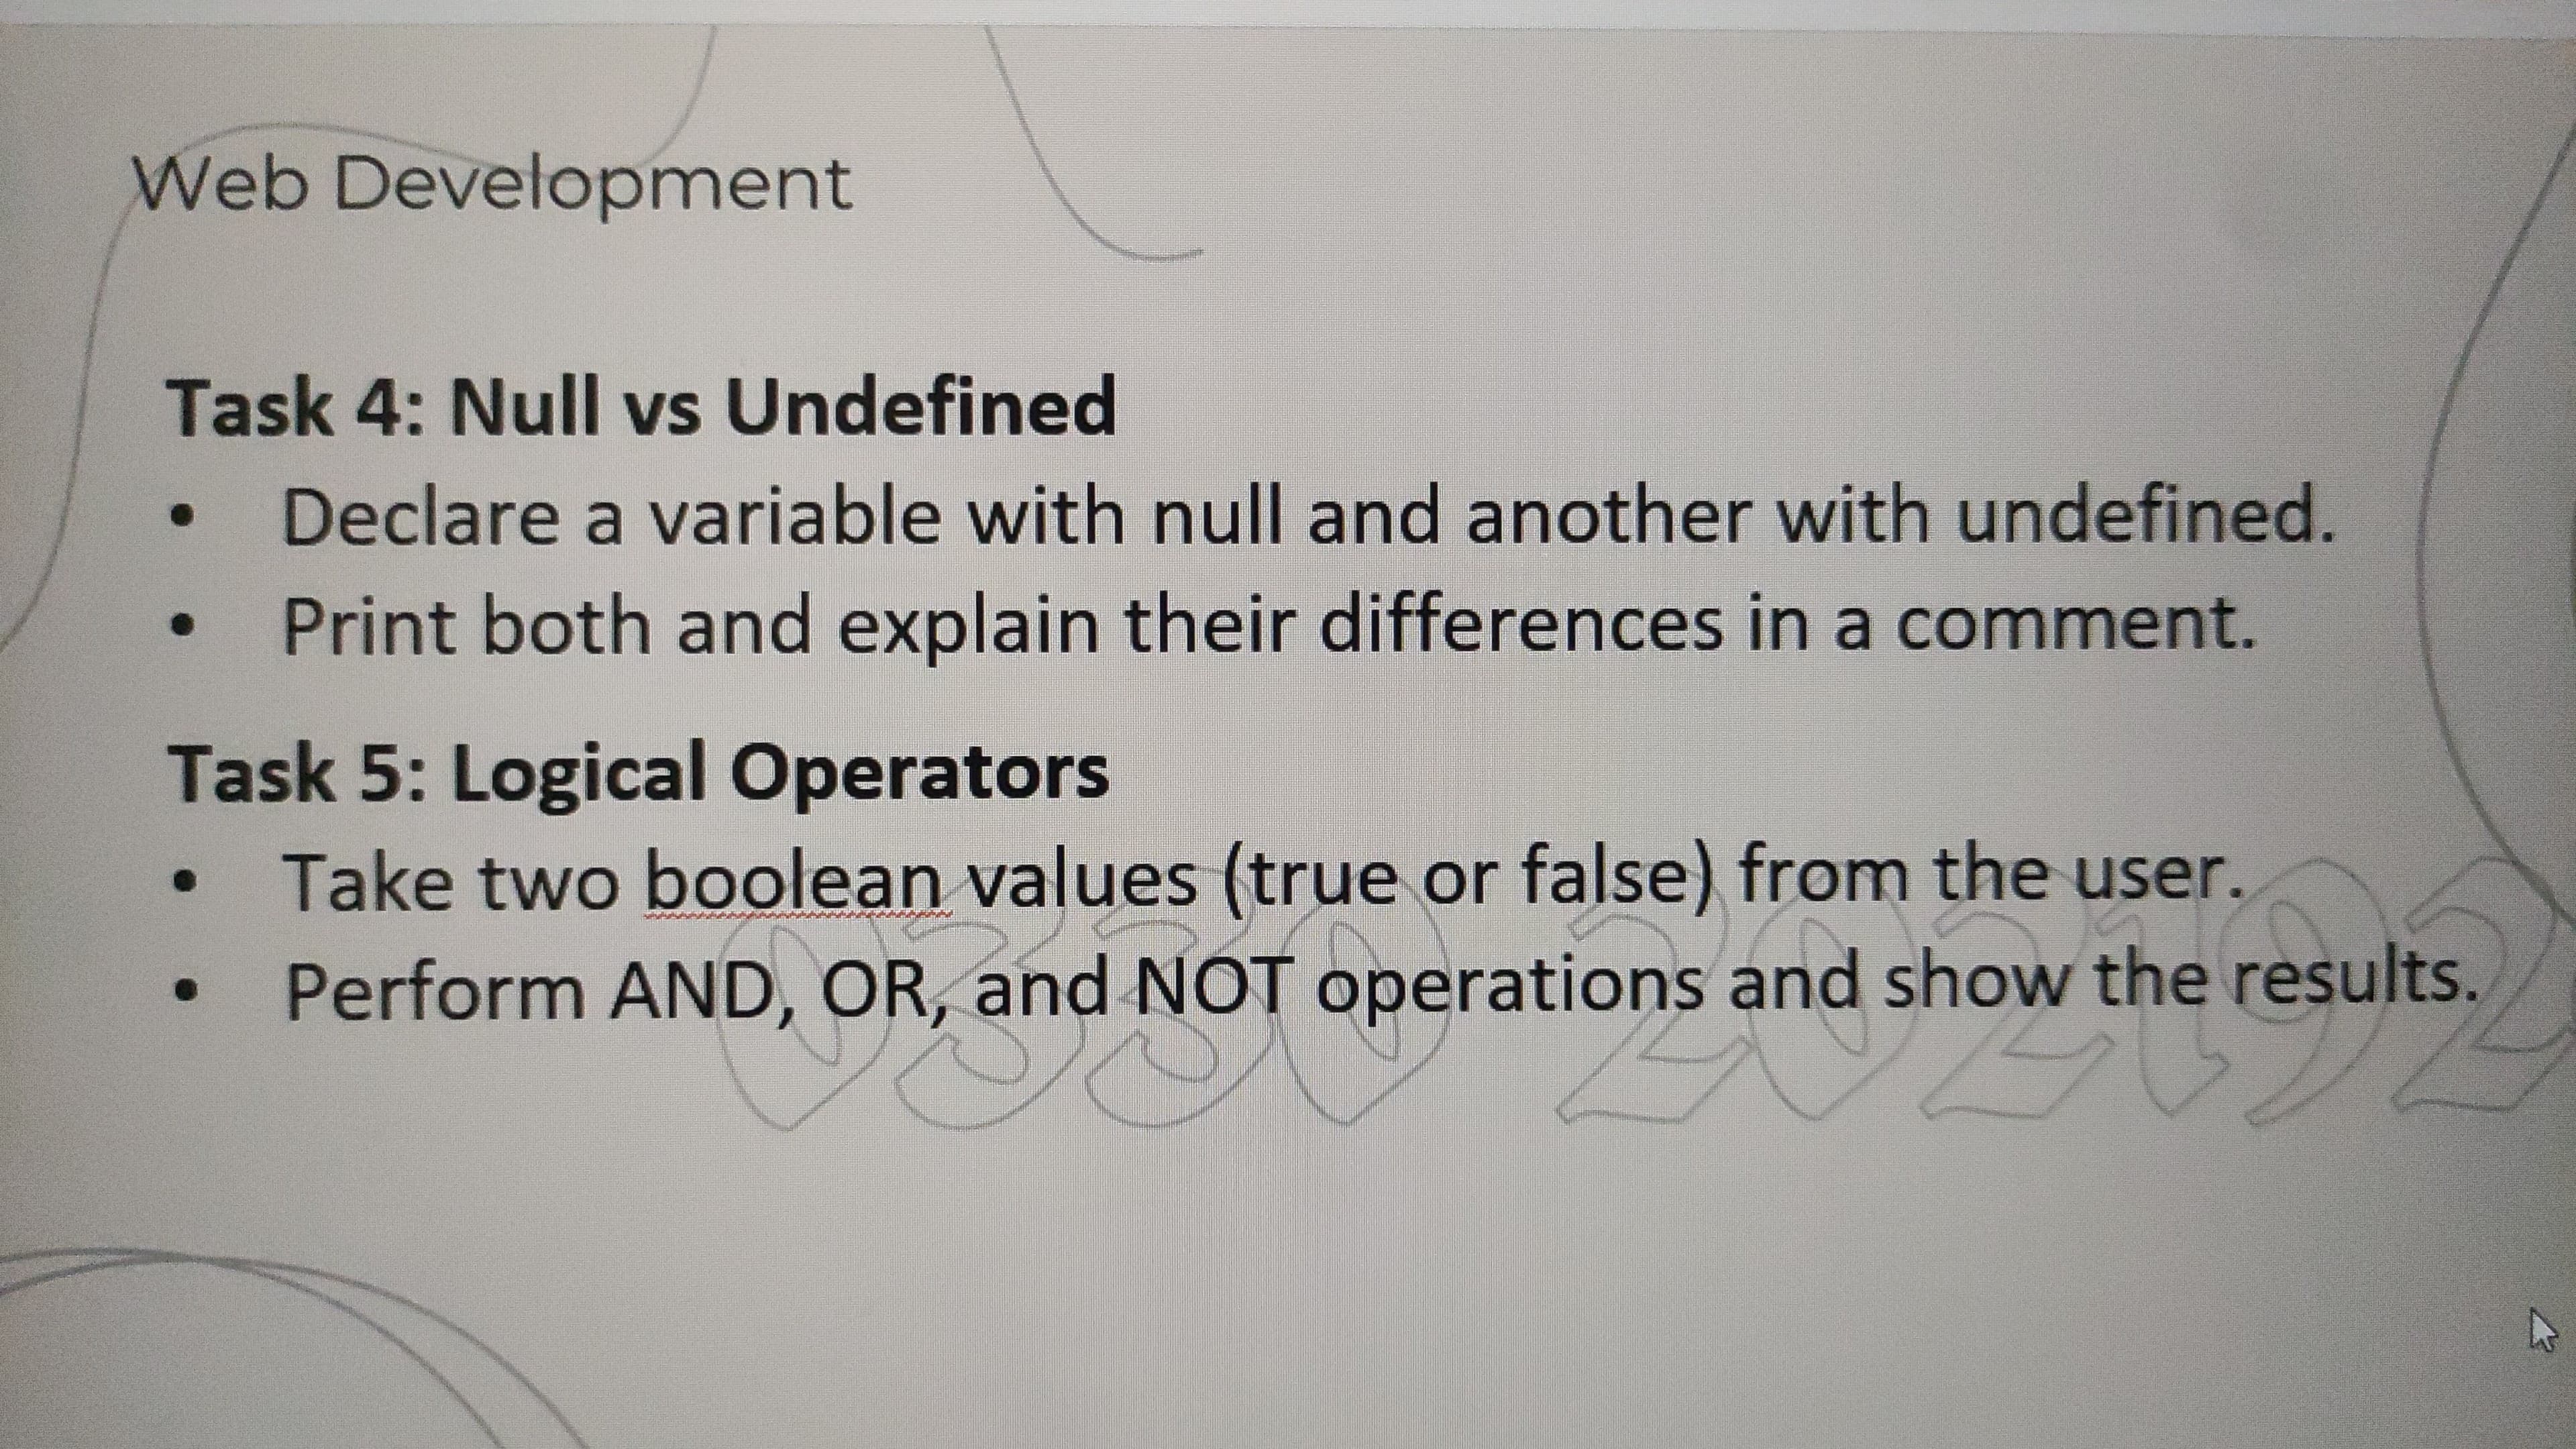 Web Development
Task 4: Null vs Undefined
• Declare a variable with null and another with undefined.
• Print both and explain their differences in a comment.
Task 5: Logical Operators
• Take two boolean values (true or false) from the user.
• Perform AND, OR, and NOT operations and show the results.
0330 202192